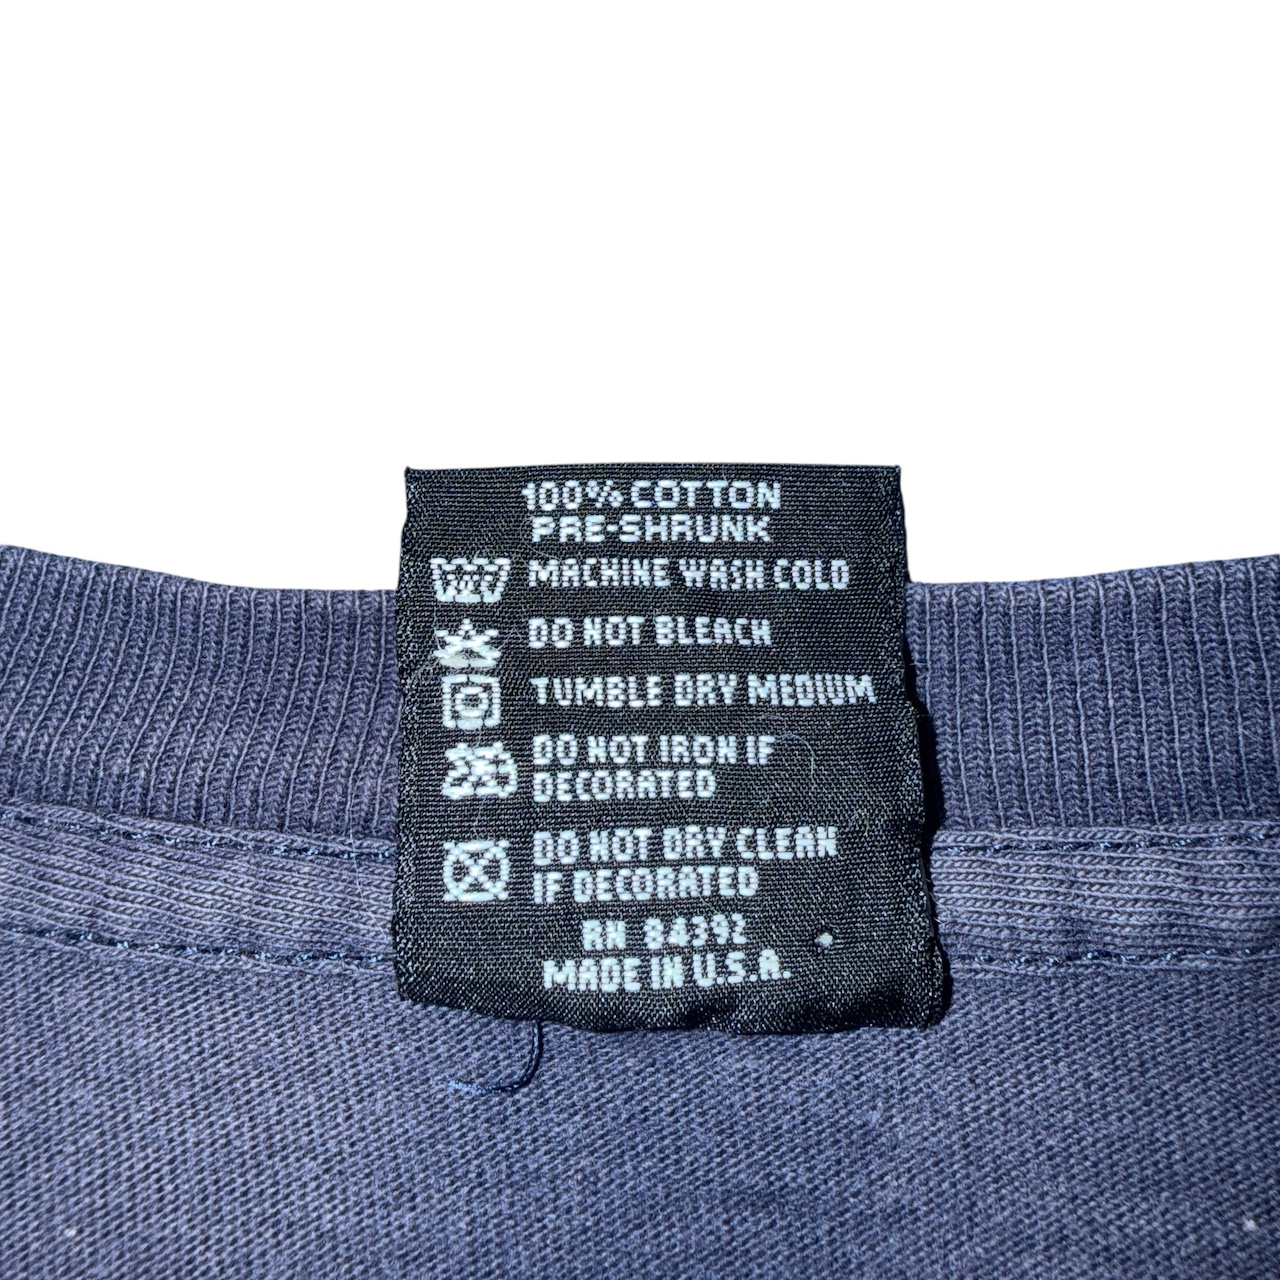 100% COTTON
PRE-SHRUNK
MACHINE WASH COLD
DO NOT BLEACH
TUMBLE DRY MEDIUM
DO NOT IRON IF
DECORATED
DO NOT DRY CLEAN
IF DECORATED
RN 84392
MADE IN U.S.A.